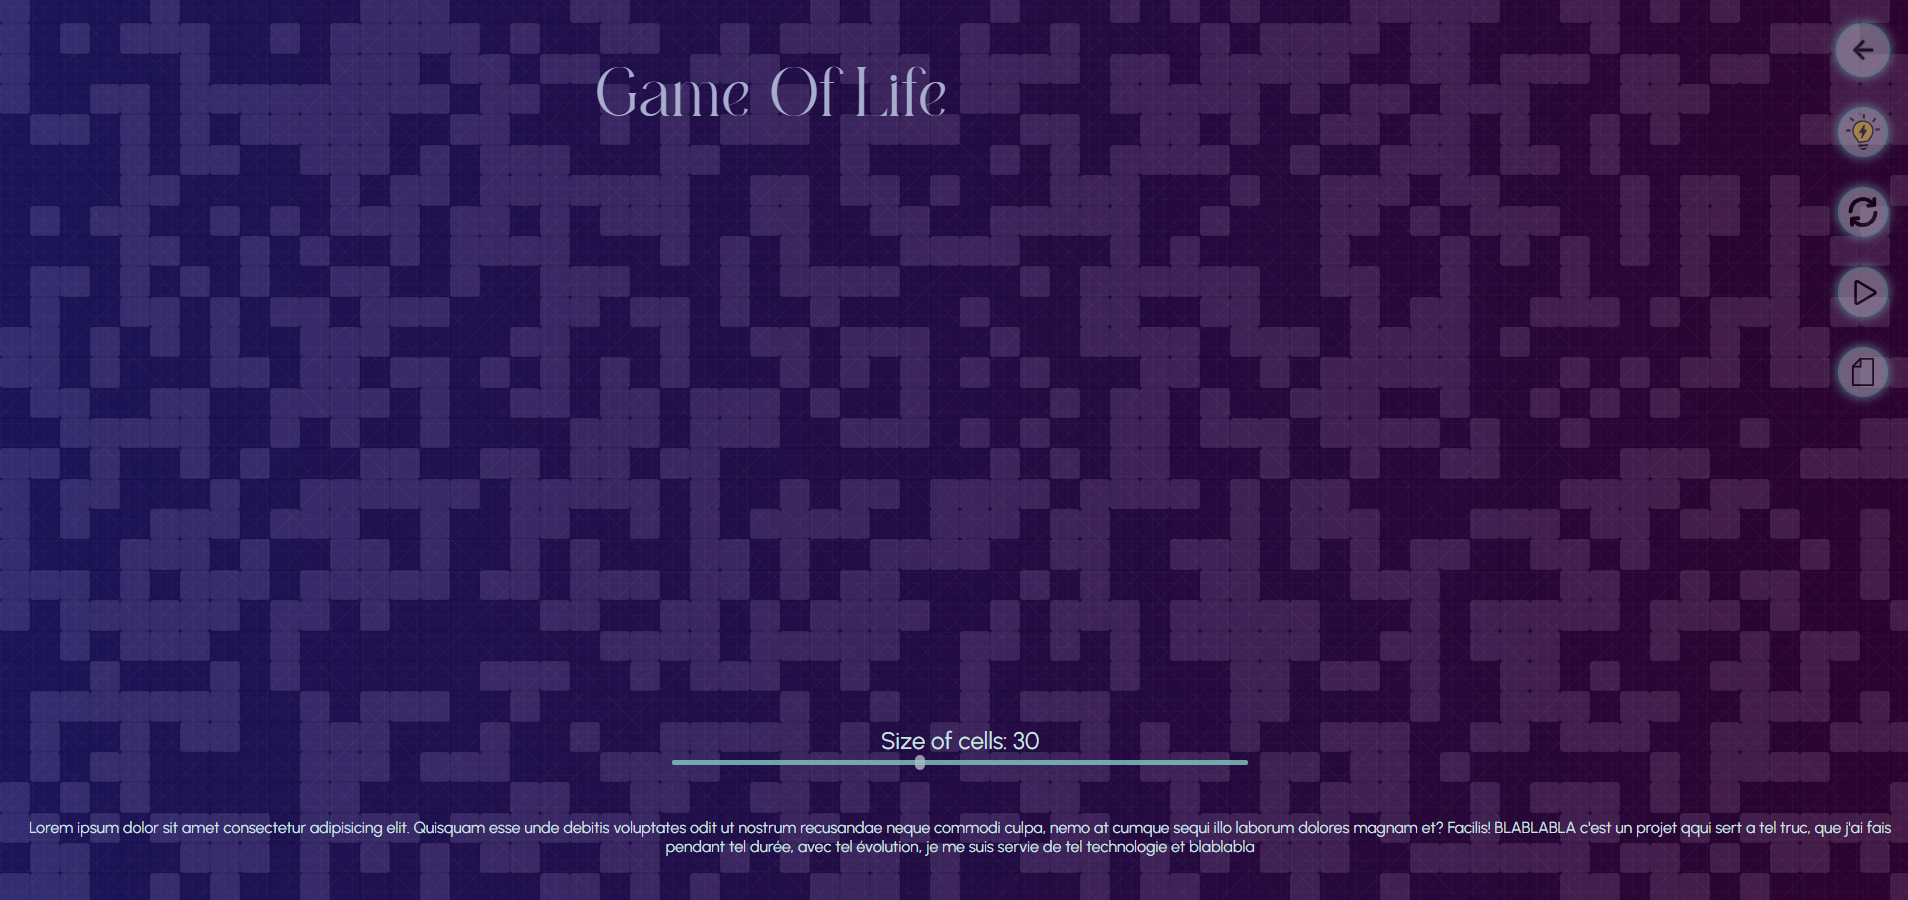 Game Of Life
Size of cells: 30
Lorem ipsum dolor sit amet consectetur adipisicing elit. Quisquam esse unde debitis voluptates odit ut nostrum recusandae neque commodi culpa, nemo at cumque sequi illo laborum dolores magnam et? Facilis! BLABLABLA c'est un projet qqui sert a tel truc, que j'ai fais
pendant tel durée, avec tel évolution, je me suis servie de tel technologie et blablabla